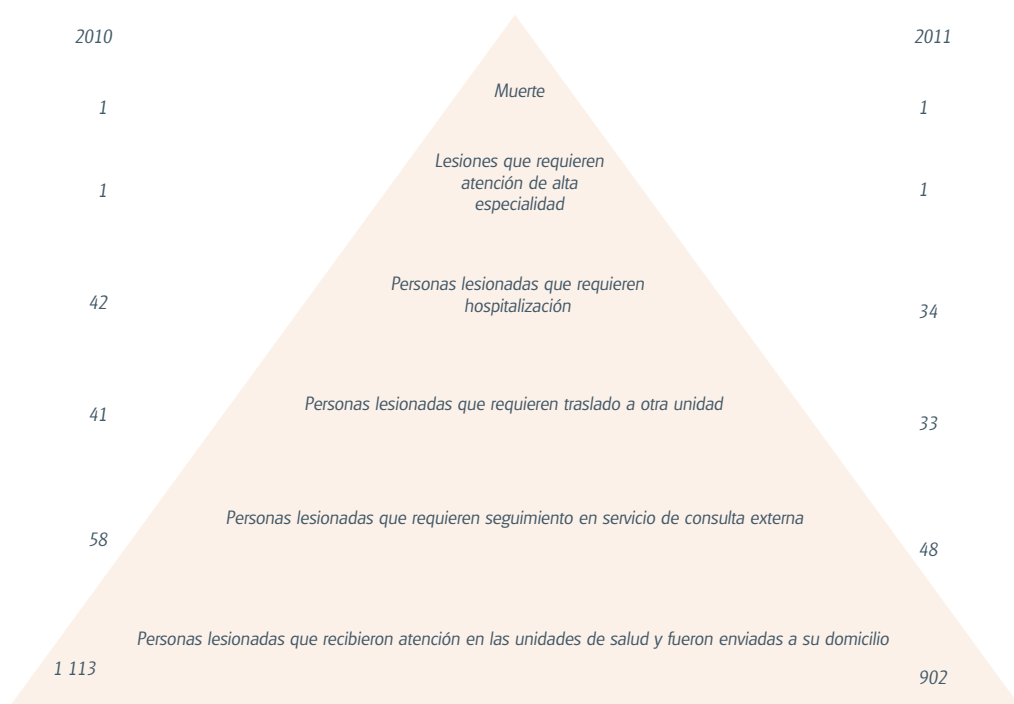 2010
2011
Muerte
1
1
Lesiones que requieren
atención de alta
especialidad
1
1
Personas lesionadas que requieren
hospitalización
42
34
Personas lesionadas que requieren traslado a otra unidad
41
33
Personas lesionadas que requieren seguimiento en servicio de consulta externa
58
48
Personas lesionadas que recibieron atención en las unidades de salud y fueron enviadas a su domicilio
1 113
902